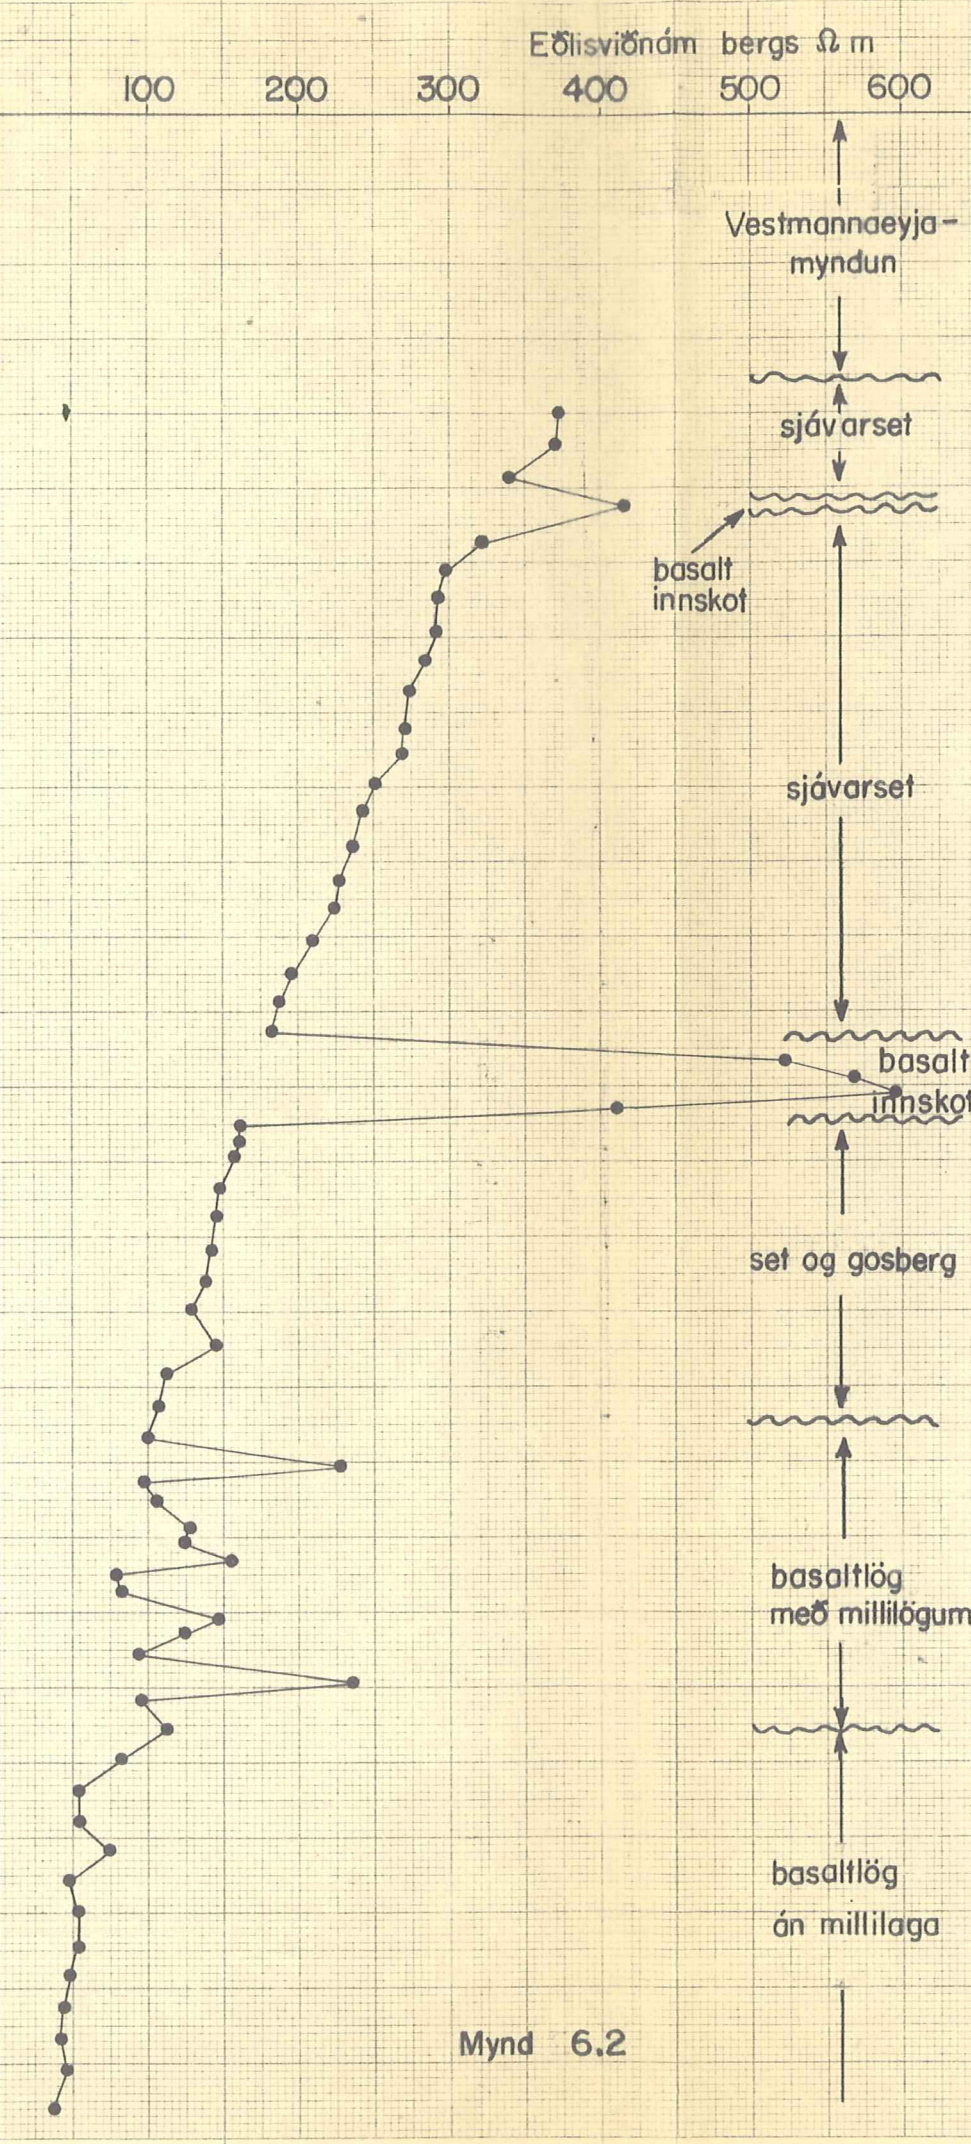 Eðlisviðnám bergs Ω m
100 200 300 400 500 600
Vestmannaeyja-
myndun
sjávarset
basalt
innskot
sjávarset
basalt
innskot
set og gosberg
basaltlög
með millilögum
basaltlög
án millilaga
Mynd 6.2